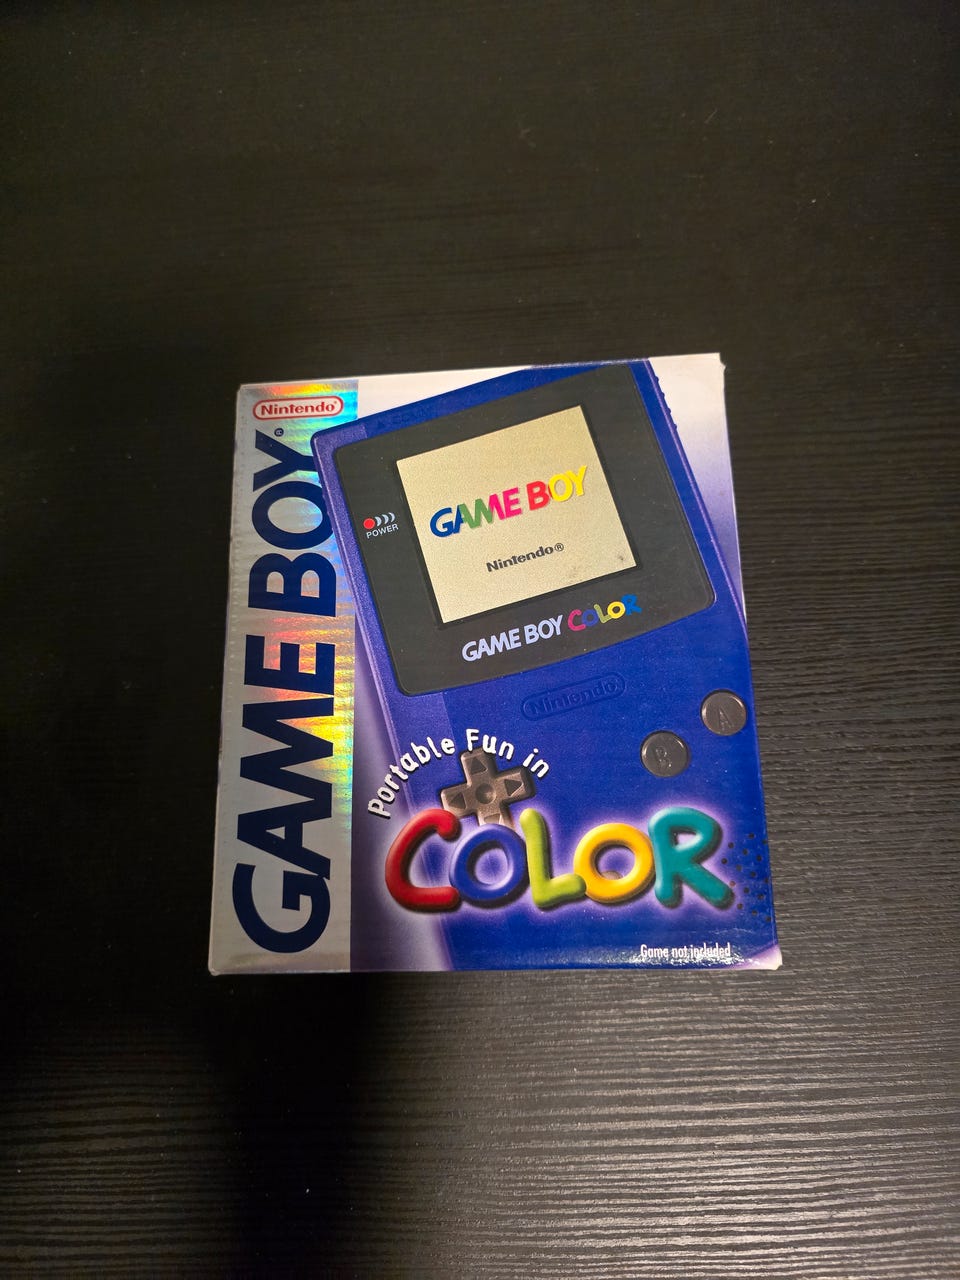 Nintendo®
GAME BOY®
POWER
GAME BOY
Nintendo®
GAME BOY COLOR
Nintendo
A
B
Portable Fun in
COLOR
Game not included